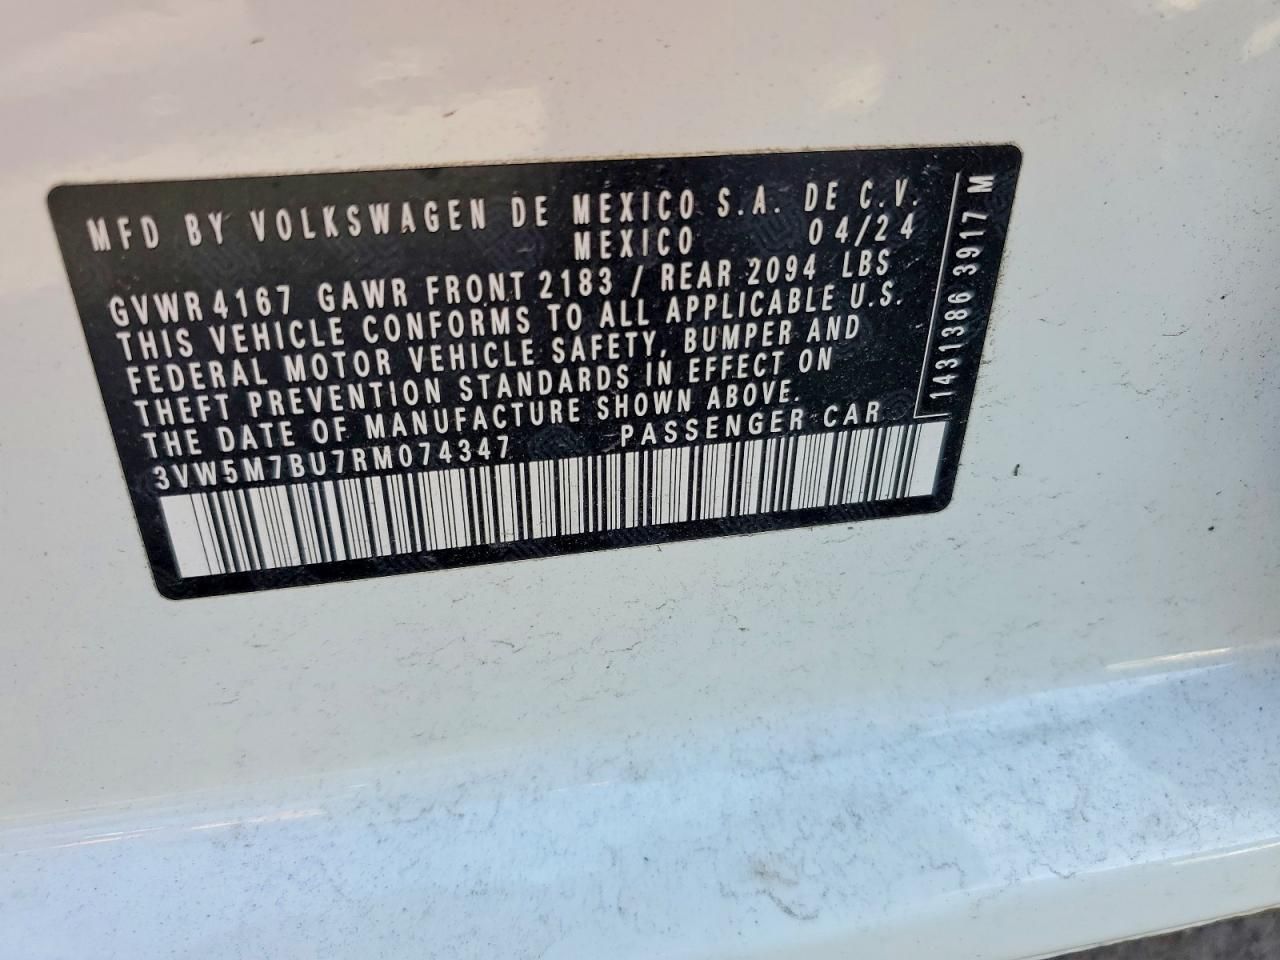 MFD BY VOLKSWAGEN DE MEXICO S.A. DE C.V.
MEXICO 04/24
GVWR 4167 GAWR FRONT 2183 / REAR 2094 LBS
THIS VEHICLE CONFORMS TO ALL APPLICABLE U.S.
FEDERAL MOTOR VEHICLE SAFETY, BUMPER AND
THEFT PREVENTION STANDARDS IN EFFECT ON
THE DATE OF MANUFACTURE SHOWN ABOVE.
3VW5M7BU7RM074347 PASSENGER CAR
1431386 3917 M